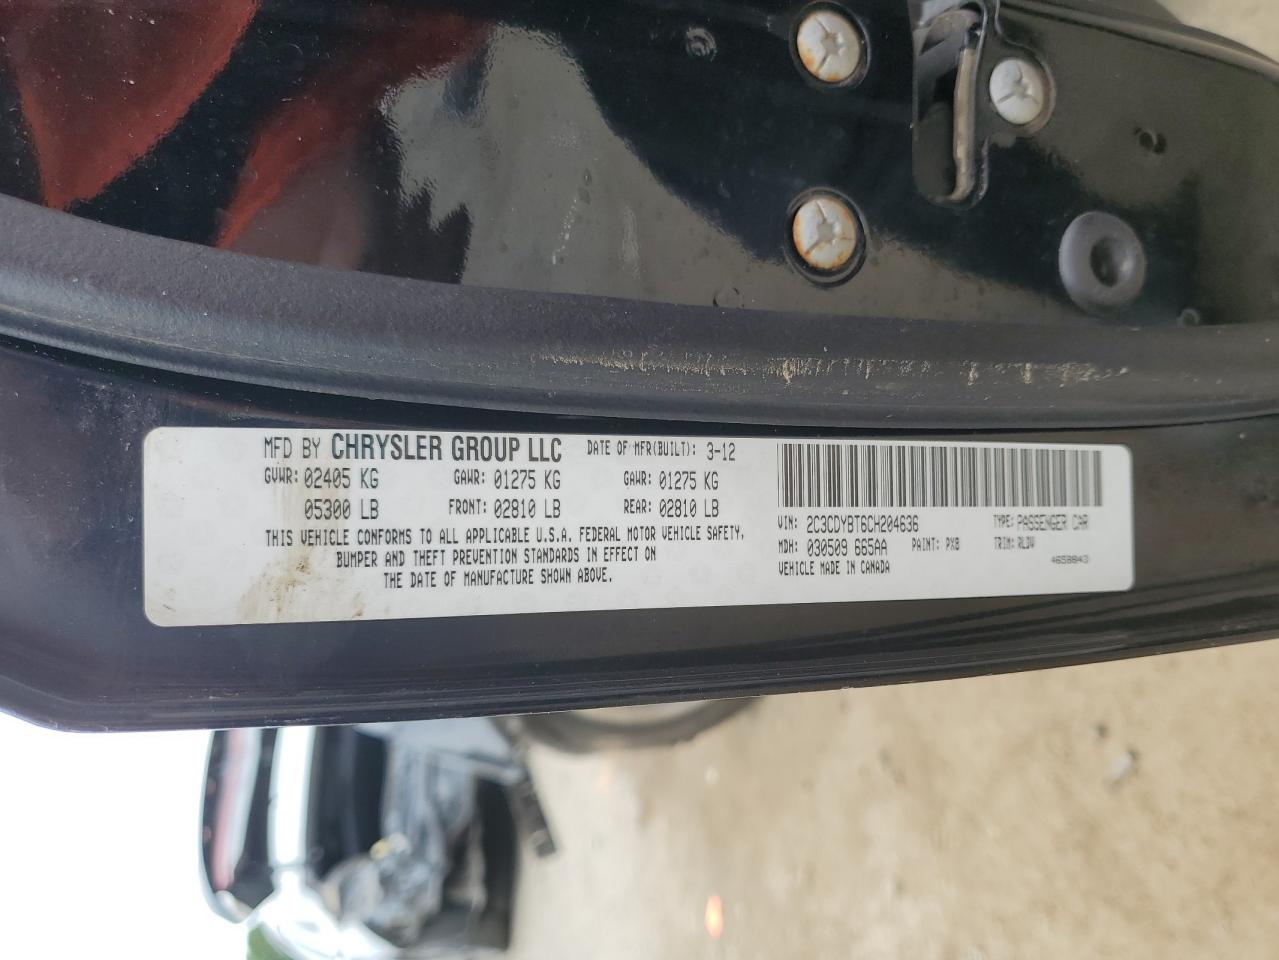 MFD BY CHRYSLER GROUP LLC DATE OF MFR(BUILT): 3-12
GVWR: 02405 KG GAWR: 01275 KG GAWR: 01275 KG
05300 LB FRONT: 02810 LB REAR: 02810 LB
THIS VEHICLE CONFORMS TO ALL APPLICABLE U.S.A. FEDERAL MOTOR VEHICLE SAFETY,
BUMPER AND THEFT PREVENTION STANDARDS IN EFFECT ON
THE DATE OF MANUFACTURE SHOWN ABOVE.
VIN: 2C3CDYBT6CH204636 TYPE: PASSENGER CAR
MDH: 030509 665AA PAINT: PX8 TRIM: RLDV
VEHICLE MADE IN CANADA 4658843